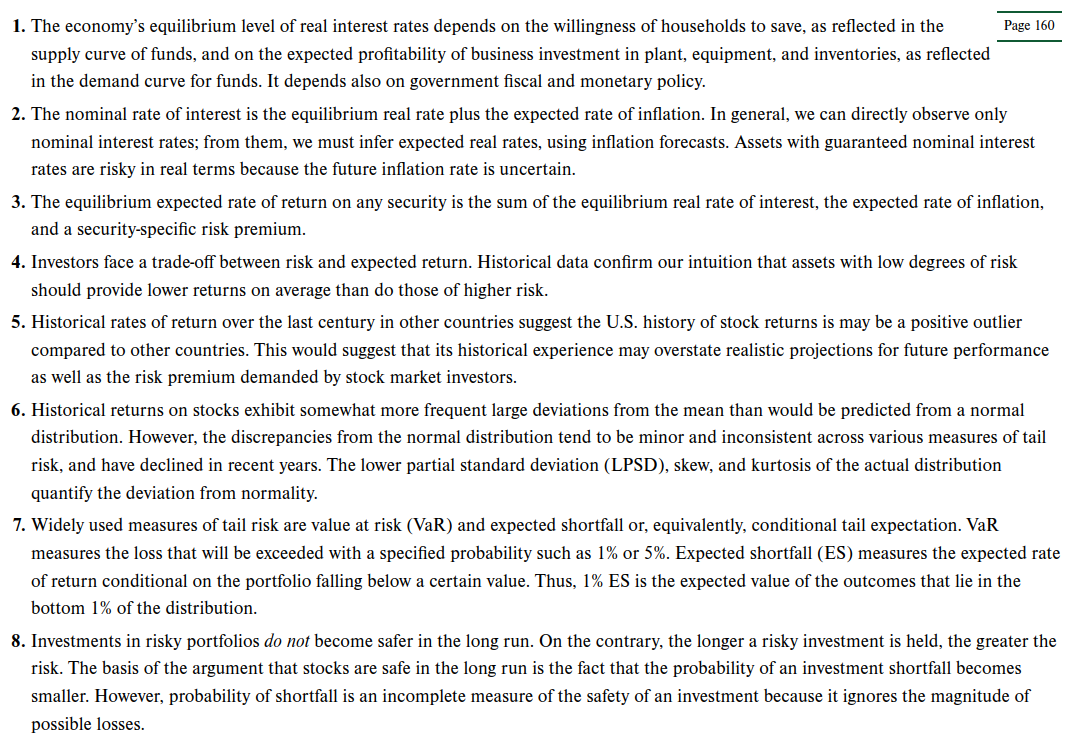 1. The economy’s equilibrium level of real interest rates depends on the willingness of households to save, as reflected in the
Page 160
supply curve of funds, and on the expected profitability of business investment in plant, equipment, and inventories, as reflected
in the demand curve for funds. It depends also on government fiscal and monetary policy.
2. The nominal rate of interest is the equilibrium real rate plus the expected rate of inflation. In general, we can directly observe only
nominal interest rates; from them, we must infer expected real rates, using inflation forecasts. Assets with guaranteed nominal interest
rates are risky in real terms because the future inflation rate is uncertain.
3. The equilibrium expected rate of return on any security is the sum of the equilibrium real rate of interest, the expected rate of inflation,
and a security-specific risk premium.
4. Investors face a trade-off between risk and expected return. Historical data confirm our intuition that assets with low degrees of risk
should provide lower returns on average than do those of higher risk.
5. Historical rates of return over the last century in other countries suggest the U.S. history of stock returns is may be a positive outlier
compared to other countries. This would suggest that its historical experience may overstate realistic projections for future performance
as well as the risk premium demanded by stock market investors.
6. Historical returns on stocks exhibit somewhat more frequent large deviations from the mean than would be predicted from a normal
distribution. However, the discrepancies from the normal distribution tend to be minor and inconsistent across various measures of tail
risk, and have declined in recent years. The lower partial standard deviation (LPSD), skew, and kurtosis of the actual distribution
quantify the deviation from normality.
7. Widely used measures of tail risk are value at risk (VaR) and expected shortfall or, equivalently, conditional tail expectation. VaR
measures the loss that will be exceeded with a specified probability such as 1% or 5%. Expected shortfall (ES) measures the expected rate
of return conditional on the portfolio falling below a certain value. Thus, 1% ES is the expected value of the outcomes that lie in the
bottom 1% of the distribution.
8. Investments in risky portfolios do not become safer in the long run. On the contrary, the longer a risky investment is held, the greater the
risk. The basis of the argument that stocks are safe in the long run is the fact that the probability of an investment shortfall becomes
smaller. However, probability of shortfall is an incomplete measure of the safety of an investment because it ignores the magnitude of
possible losses.